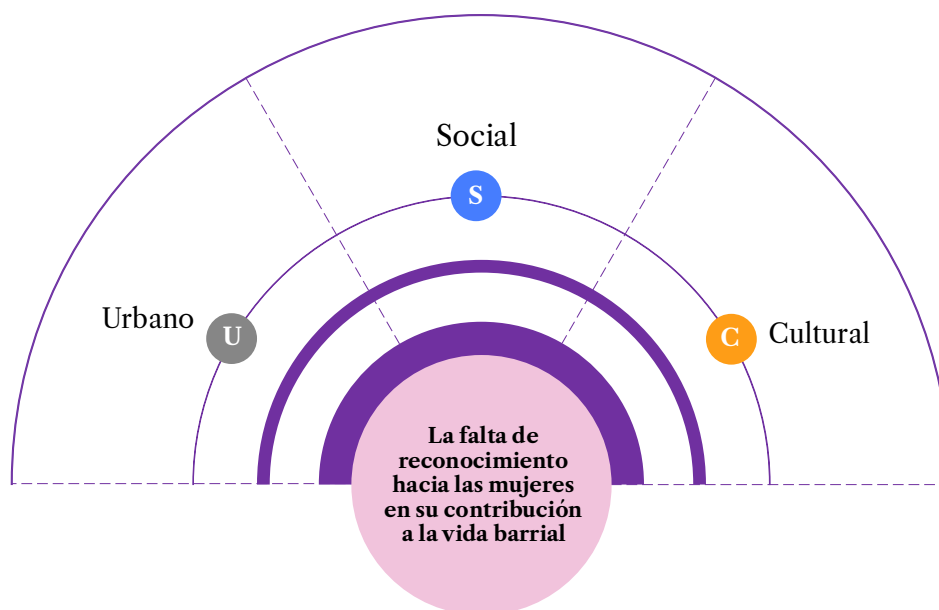 Social
S
Urbano
U
C
Cultural
La falta de
reconocimiento
hacia las mujeres
en su contribución
a la vida barrial